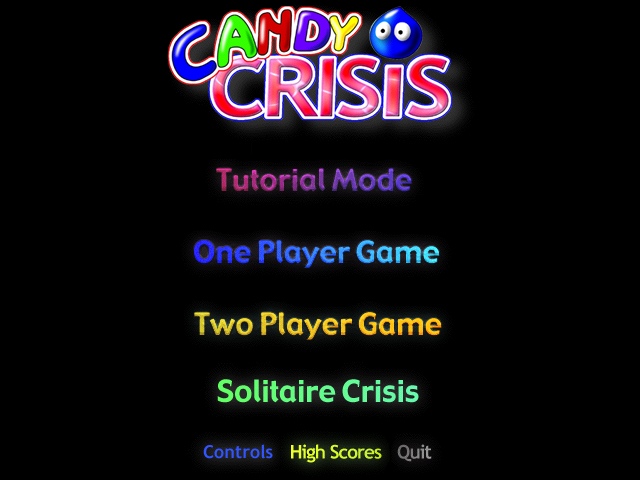 CANDY
CRISIS
Tutorial Mode
One Player Game
Two Player Game
Solitaire Crisis
Controls High Scores Quit